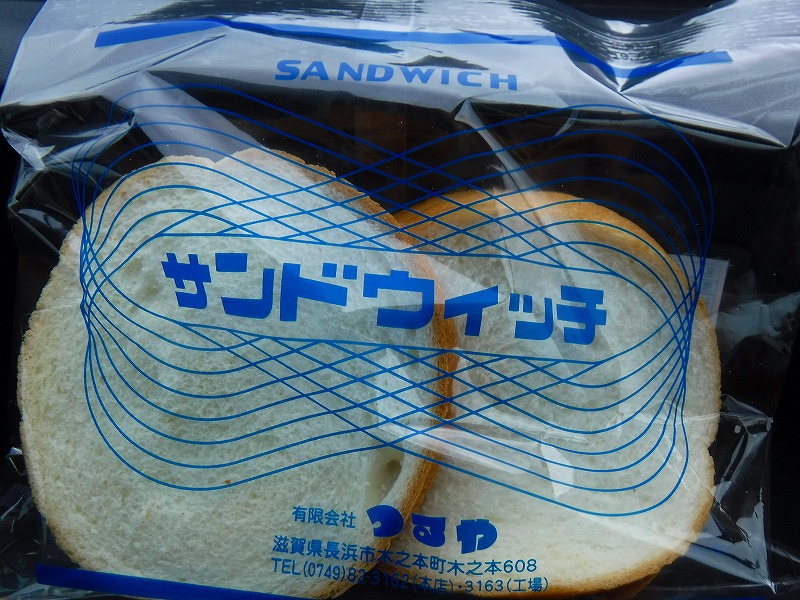 SANDWICH
サンドウィッチ
有限会社 つるや
滋賀県長浜市木之本町木之本608
TEL(0749)82-3162(本店)・3163(工場)